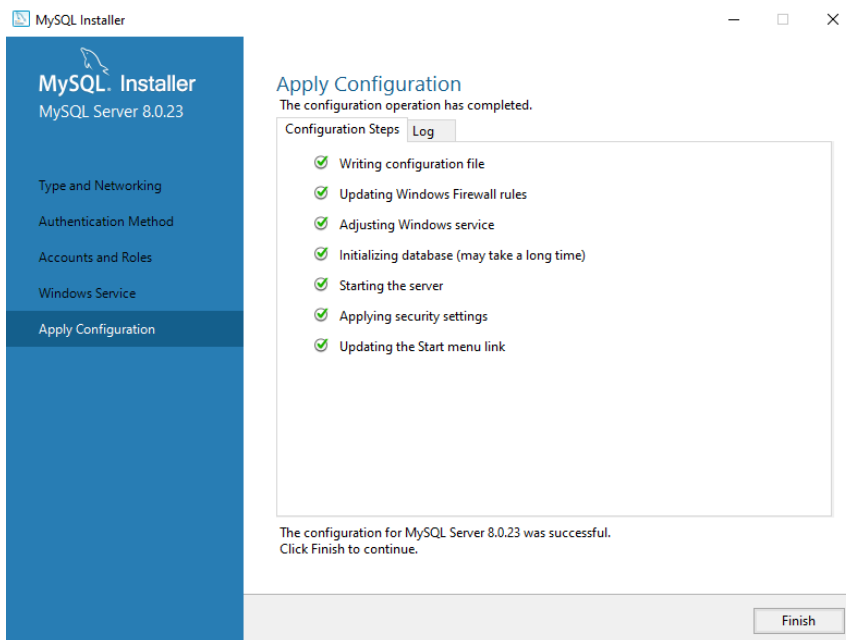 MySQL Installer
MySQL. Installer
MySQL Server 8.0.23
Type and Networking
Authentication Method
Accounts and Roles
Windows Service
Apply Configuration
Apply Configuration
The configuration operation has completed.
Configuration Steps
Log
Writing configuration file
Updating Windows Firewall rules
Adjusting Windows service
Initializing database (may take a long time)
Starting the server
Applying security settings
Updating the Start menu link
The configuration for MySQL Server 8.0.23 was successful.
Click Finish to continue.
Finish